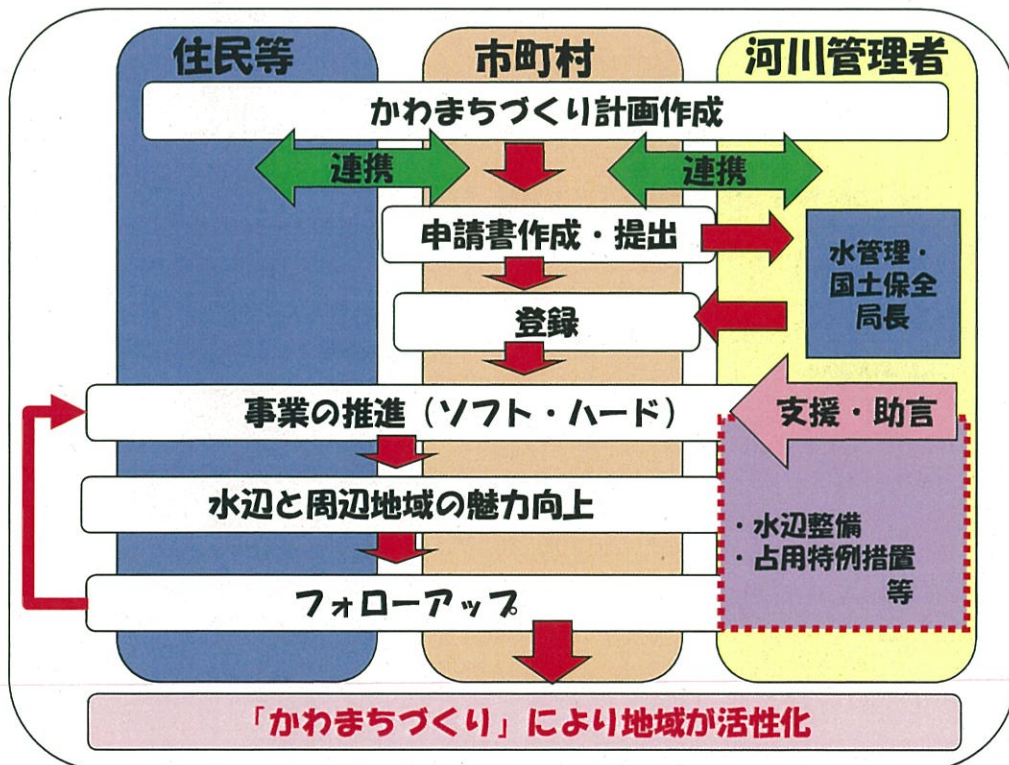 住民等
市町村
河川管理者
かわまちづくり計画作成
連携
連携
申請書作成・提出
水管理・
国土保全
局長
登録
事業の推進（ソフト・ハード）
支援・助言
水辺と周辺地域の魅力向上
・水辺整備
・占用特例措置
等
フォローアップ
「かわまちづくり」により地域が活性化